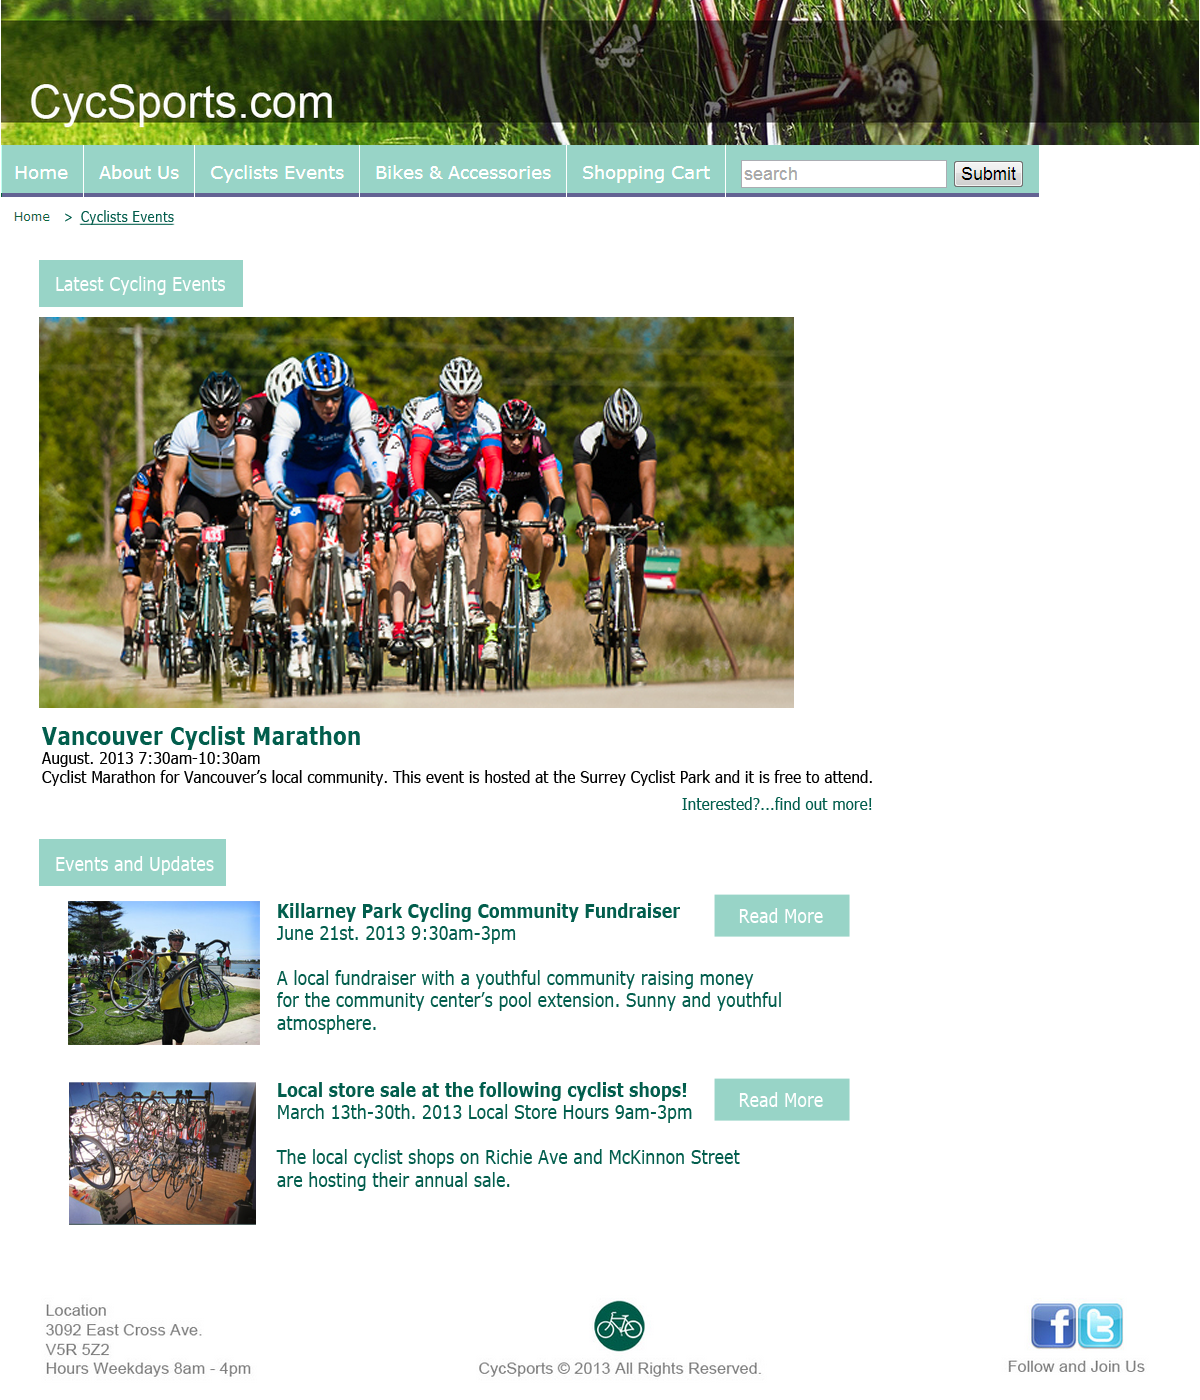 CycSports.com
Home About Us Cyclists Events Bikes & Accessories Shopping Cart search Submit
Home > Cyclists Events
Latest Cycling Events
Vancouver Cyclist Marathon
August. 2013 7:30am-10:30am
Cyclist Marathon for Vancouver’s local community. This event is hosted at the Surrey Cyclist Park and it is free to attend.
Interested?...find out more!
Events and Updates
Killarney Park Cycling Community Fundraiser
Read More
June 21st. 2013 9:30am-3pm
A local fundraiser with a youthful community raising money
for the community center’s pool extension. Sunny and youthful
atmosphere.
Local store sale at the following cyclist shops!
Read More
March 13th-30th. 2013 Local Store Hours 9am-3pm
The local cyclist shops on Richie Ave and McKinnon Street
are hosting their annual sale.
Location
3092 East Cross Ave.
V5R 5Z2
Hours Weekdays 8am - 4pm
CycSports © 2013 All Rights Reserved.
Follow and Join Us